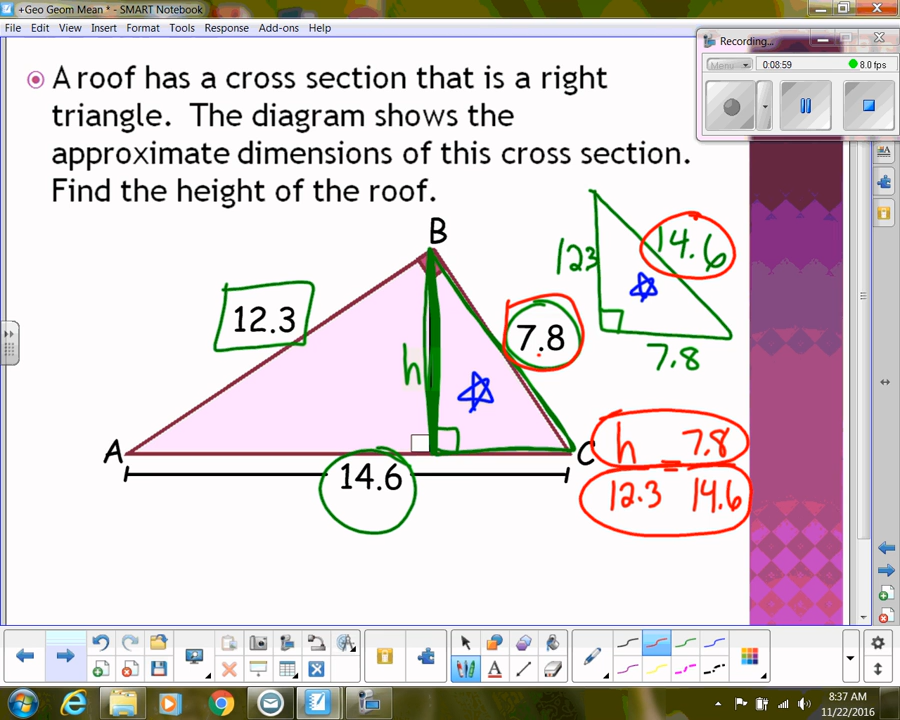 +Geo Geom Mean * - SMART Notebook
File Edit View Insert Format Tools Response Add-ons Help
Recording...
Menu 0:08:59 8.0 fps
A roof has a cross section that is a right
triangle. The diagram shows the
approximate dimensions of this cross section.
Find the height of the roof.
B
12.3
7.8
h
A
C
14.6
123
14.6
7.8
h = 7.8
12.3 14.6
A
8:37 AM
11/22/2016